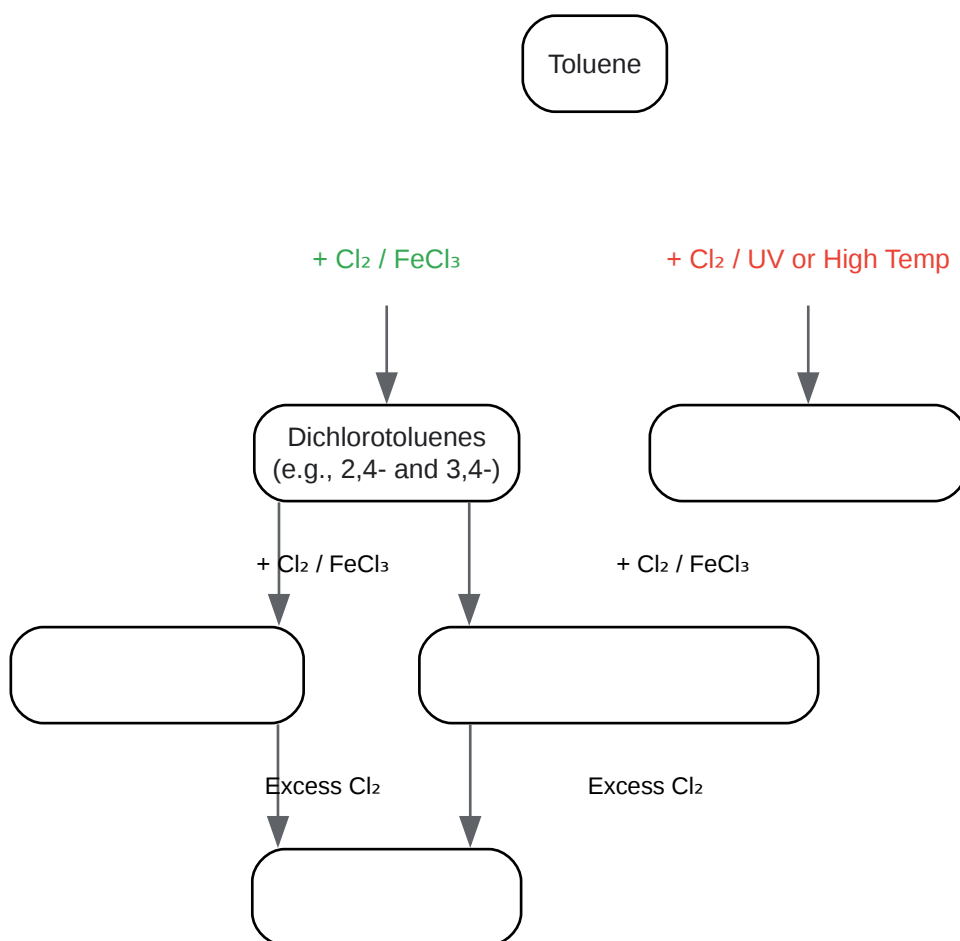 Toluene
+ Cl₂ / FeCl₃
+ Cl₂ / UV or High Temp
Dichlorotoluenes
(e.g., 2,4- and 3,4-)
+ Cl₂ / FeCl₃
+ Cl₂ / FeCl₃
Excess Cl₂
Excess Cl₂